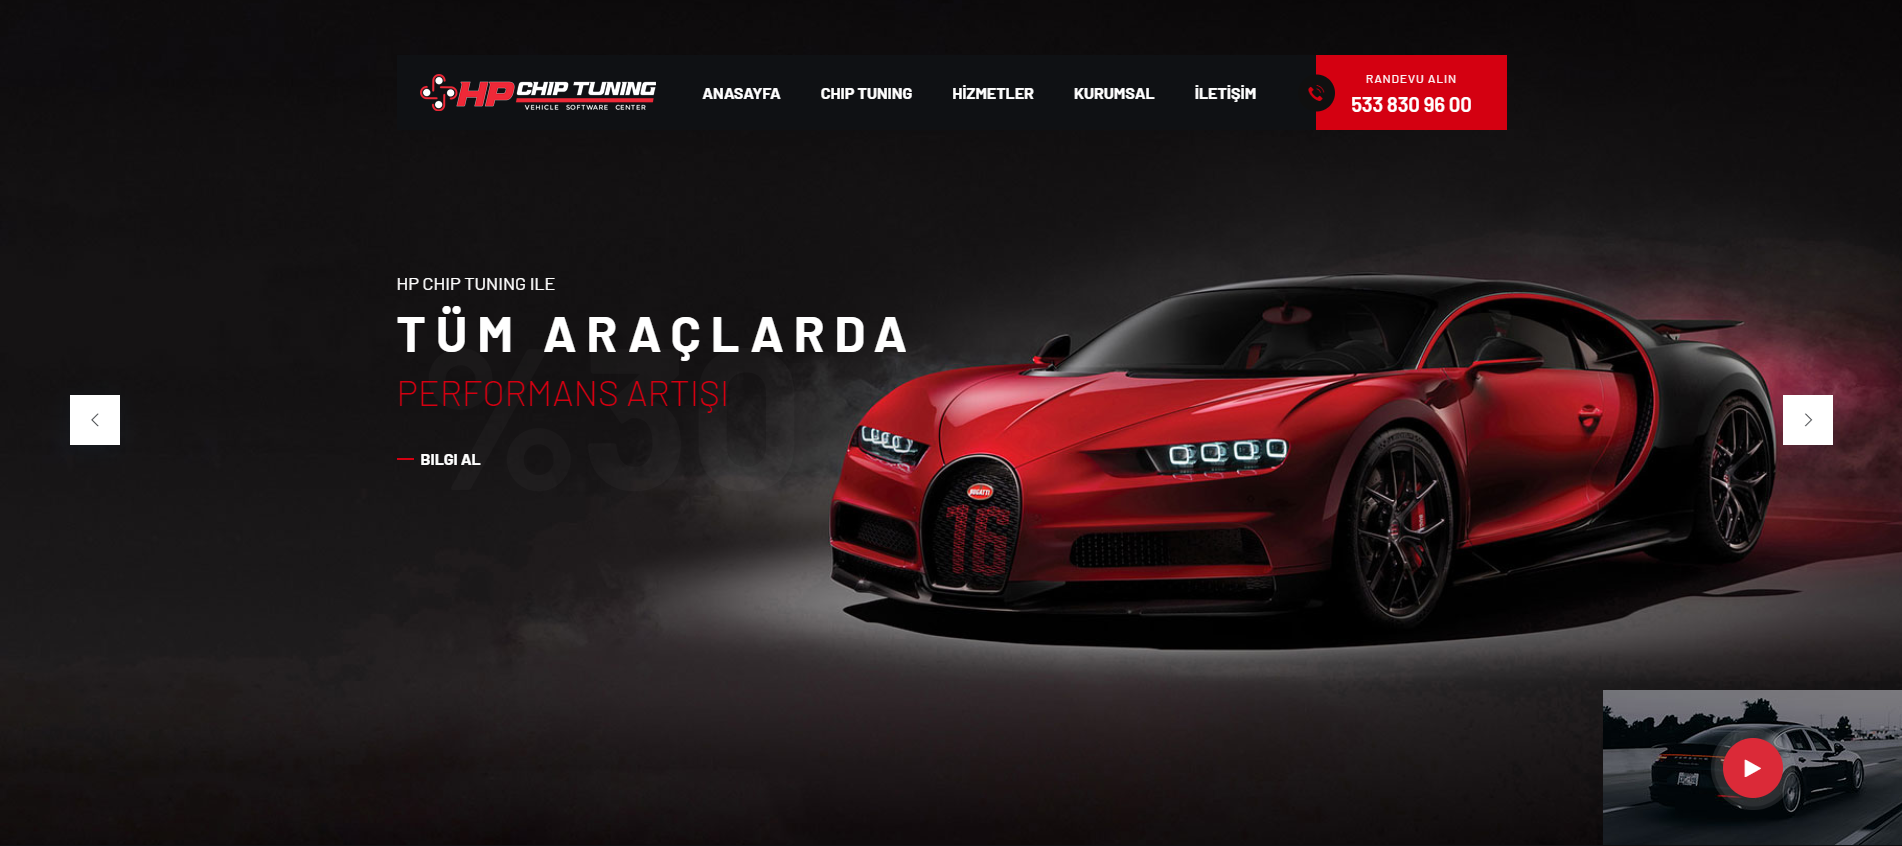 HP CHIP TUNING
VEHICLE SOFTWARE CENTER
ANASAYFA
CHIP TUNING
HİZMETLER
KURUMSAL
İLETİŞİM
RANDEVU ALIN
533 830 96 00
HP CHIP TUNING ILE
TÜM ARAÇLARDA
PERFORMANS ARTIŞI
%30
BILGI AL
BUGATTI
16